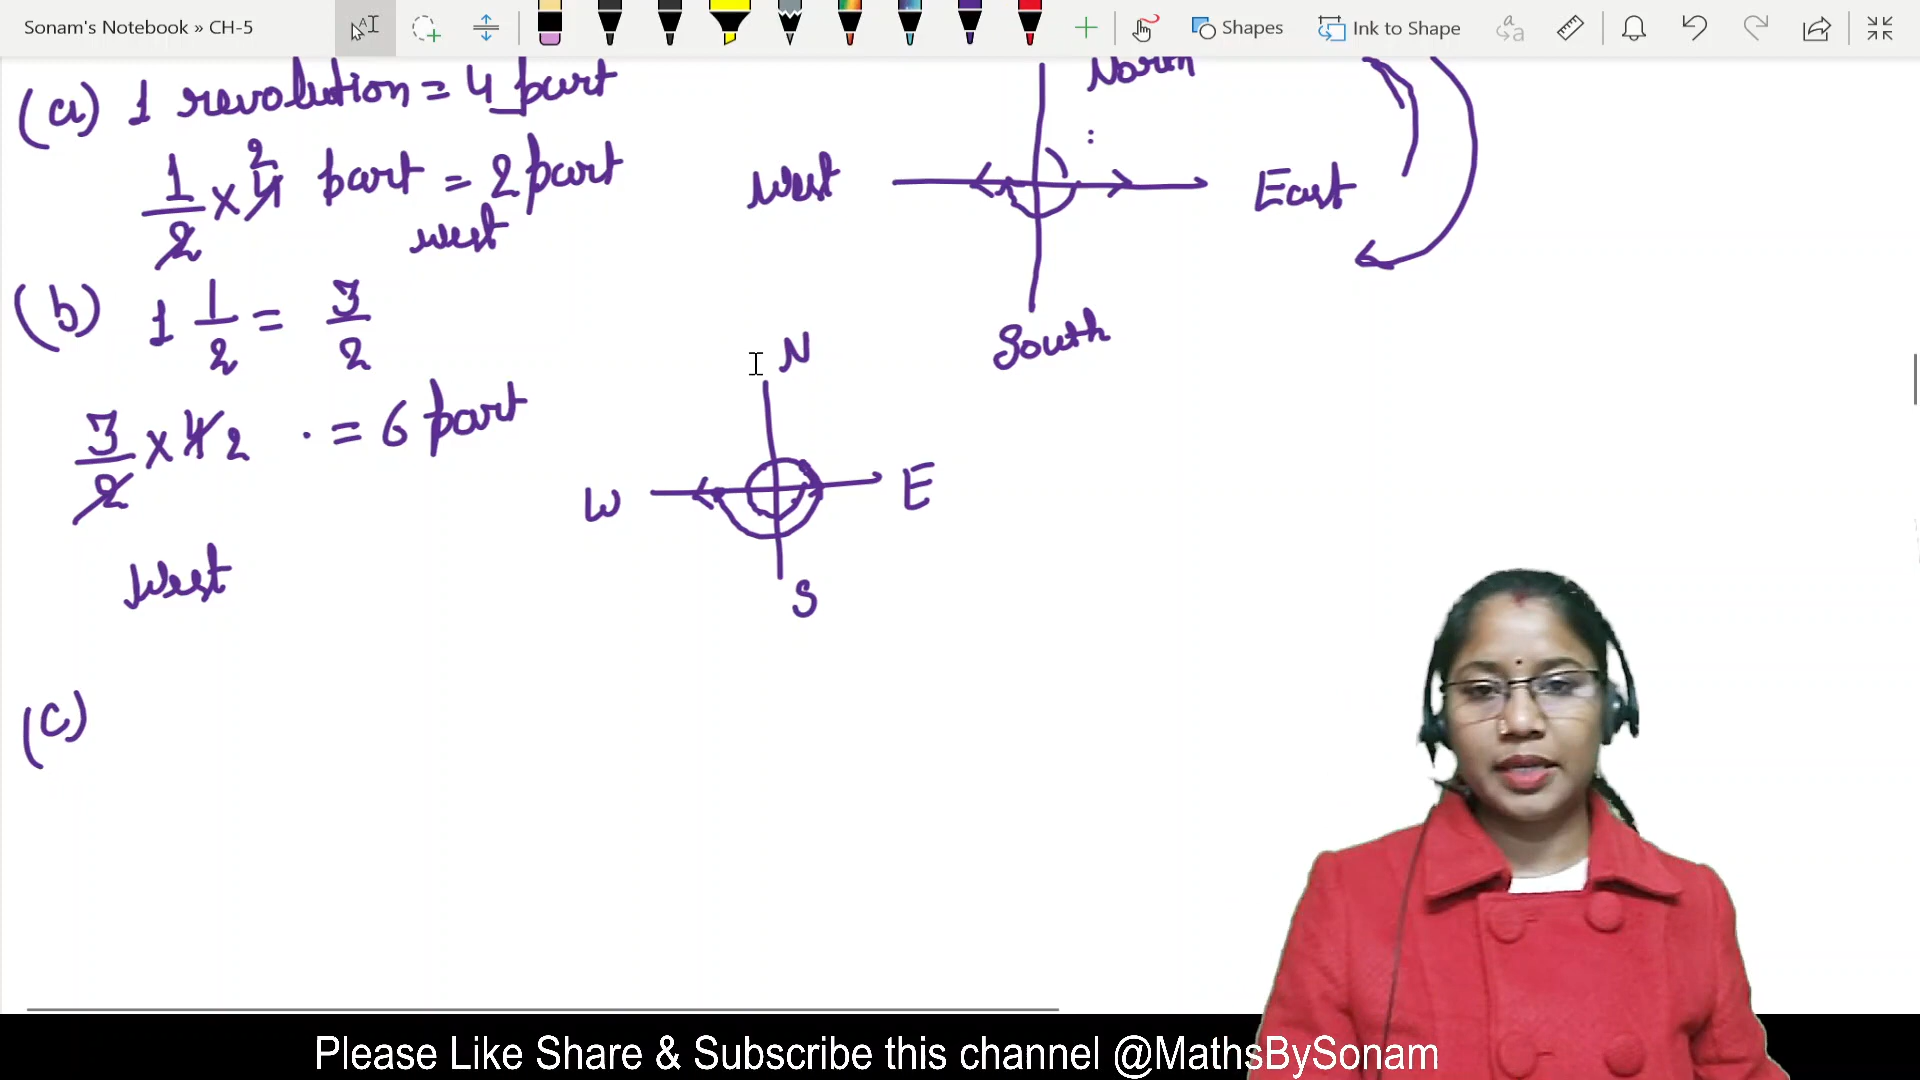 Sonam's Notebook » CH-5
Shapes
Ink to Shape
(a) 1 revolution = 4 part
1/2 x 4 2 part = 2 part
west
North
West
East
South
(b) 1 1/2 = 3/2
3/2 x 4 2 = 6 part
West
N
W
E
S
(c)
Please Like Share & Subscribe this channel @MathsBySonam